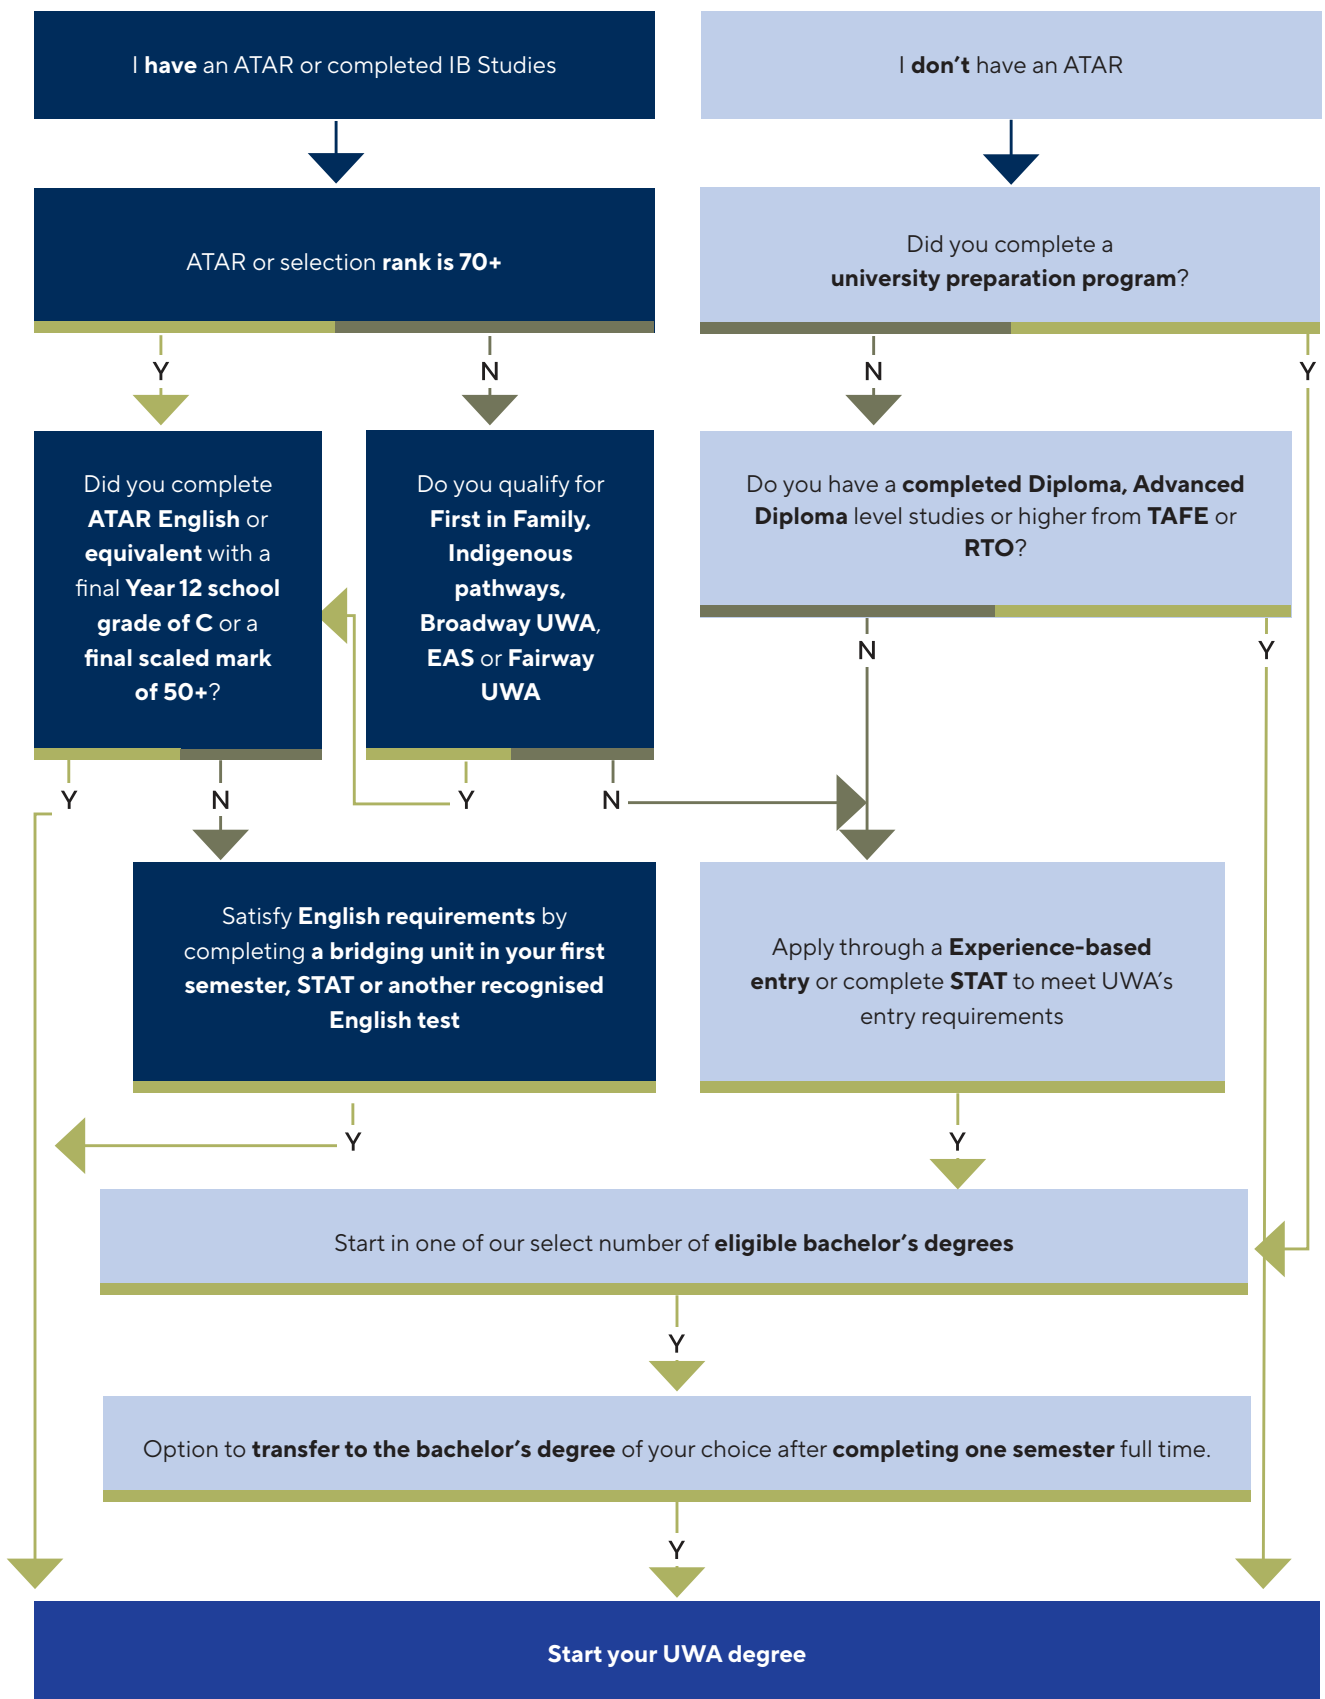 I have an ATAR or completed IB Studies
I don't have an ATAR
ATAR or selection rank is 70+
Did you complete a
university preparation program?
Y
N
N
Y
Did you complete
ATAR English or
equivalent with a
final Year 12 school
grade of C or a
final scaled mark
of 50+?
Do you qualify for
First in Family,
Indigenous
pathways,
Broadway UWA,
EAS or Fairway
UWA
Do you have a completed Diploma, Advanced
Diploma level studies or higher from TAFE or
RTO?
N
Y
Y
N
Y
N
Satisfy English requirements by
completing a bridging unit in your first
semester, STAT or another recognised
English test
Apply through a Experience-based
entry or complete STAT to meet UWA's
entry requirements
Y
Y
Start in one of our select number of eligible bachelor's degrees
Y
Option to transfer to the bachelor's degree of your choice after completing one semester full time.
Y
Start your UWA degree